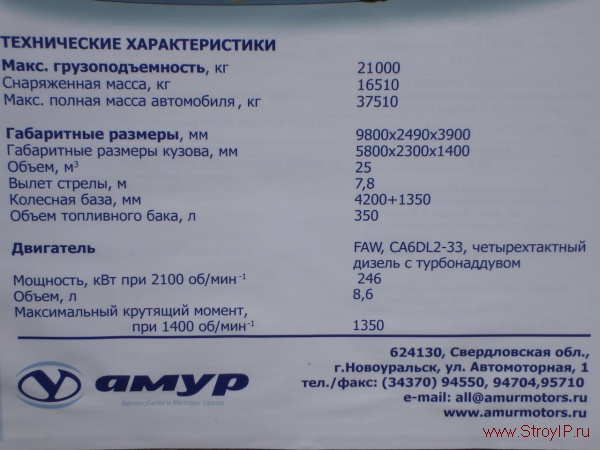 ТЕХНИЧЕСКИЕ ХАРАКТЕРИСТИКИ
Макс. грузоподъемность, кг 21000
Снаряженная масса, кг 16510
Макс. полная масса автомобиля, кг 37510
Габаритные размеры, мм 9800x2490x3900
Габаритные размеры кузова, мм 5800x2300x1400
Объем, м³ 25
Вылет стрелы, м 7,8
Колесная база, мм 4200+1350
Объем топливного бака, л 350
Двигатель FAW, CA6DL2-33, четырехтактный
дизель с турбонаддувом
Мощность, кВт при 2100 об/мин⁻¹ 246
Объем, л 8,6
Максимальный крутящий момент,
при 1400 об/мин⁻¹ 1350
624130, Свердловская обл.,
г.Новоуральск, ул. Автомоторная, 1
тел./факс: (34370) 94550, 94704,95710
e-mail: all@amurmotors.ru
www.amurmotors.ru
амур
Автомобили и Моторы Урала
www.StroyIP.ru